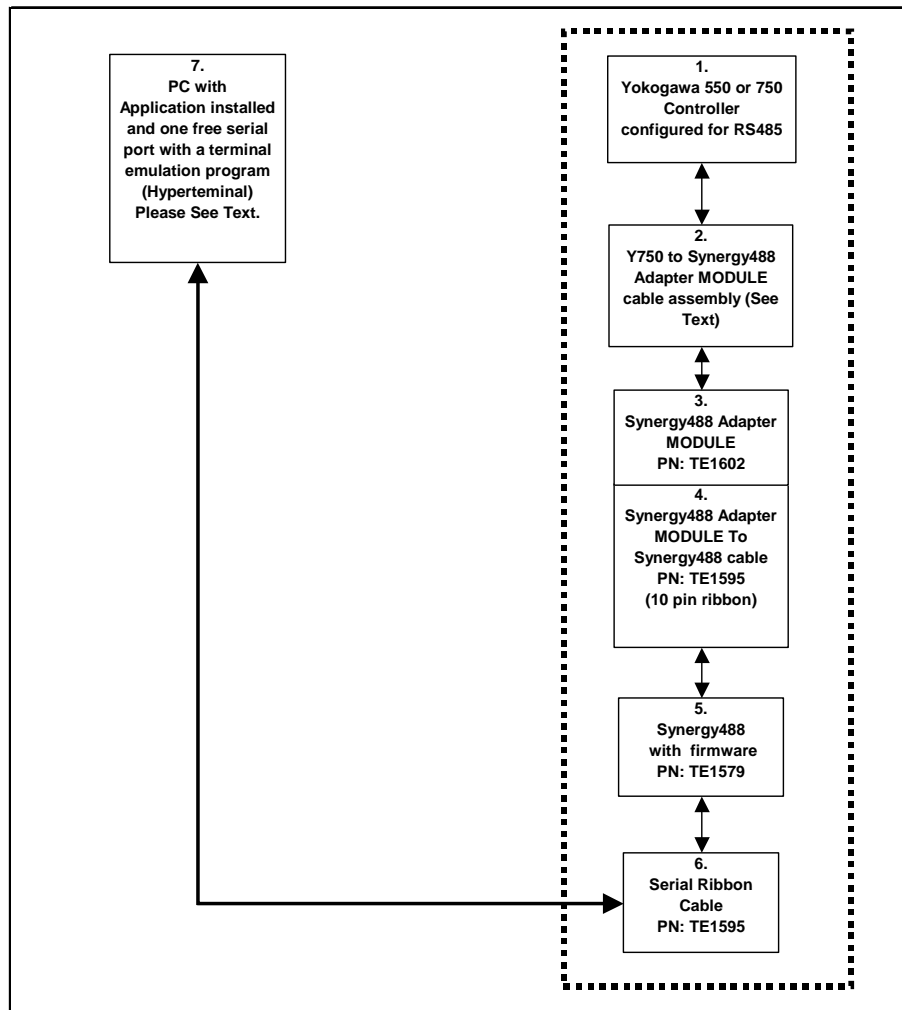 7.
PC with
Application installed
and one free serial
port with a terminal
emulation program
(Hyperteminal)
Please See Text.
1.
Yokogawa 550 or 750
Controller
configured for RS485
2.
Y750 to Synergy488
Adapter MODULE
cable assembly (See
Text)
3.
Synergy488 Adapter
MODULE
PN: TE1602
4.
Synergy488 Adapter
MODULE To
Synergy488 cable
PN: TE1595
(10 pin ribbon)
5.
Synergy488
with firmware
PN: TE1579
6.
Serial Ribbon
Cable
PN: TE1595